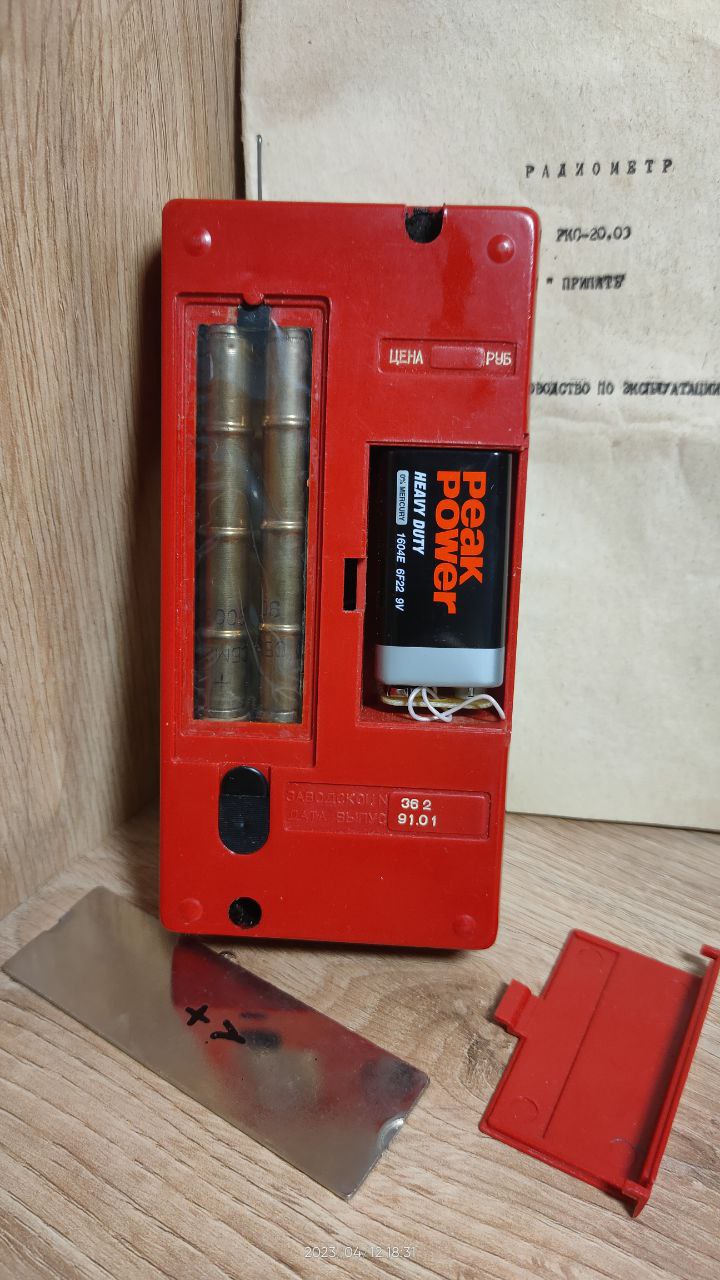 РАДИОМЕТР
РКС-20.03
" ПРИПЯТЬ"
ВОДСТВО ПО ЭКСПЛУАТАЦИИ
ЦЕНА РУБ
Peak
Power
HEAVY DUTY
0% MERCURY
1604E 6F22 9V
ЗАВОДСКОЙ N 36 2
ДАТА ВЫПУС 91.01
+ γ
2023.04.12 18:31